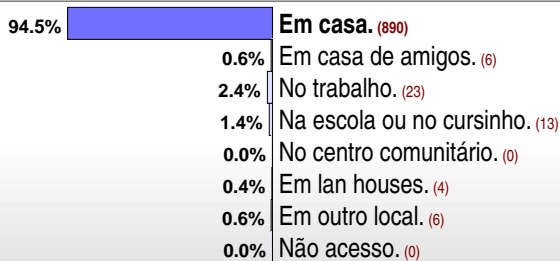 94.5% Em casa. (890)
0.6% Em casa de amigos. (6)
2.4% No trabalho. (23)
1.4% Na escola ou no cursinho. (13)
0.0% No centro comunitário. (0)
0.4% Em lan houses. (4)
0.6% Em outro local. (6)
0.0% Não acesso. (0)